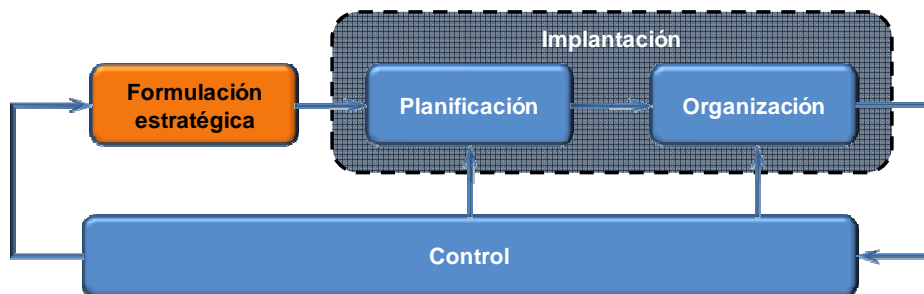 Implantación
Formulación
estratégica
Planificación
Organización
Control